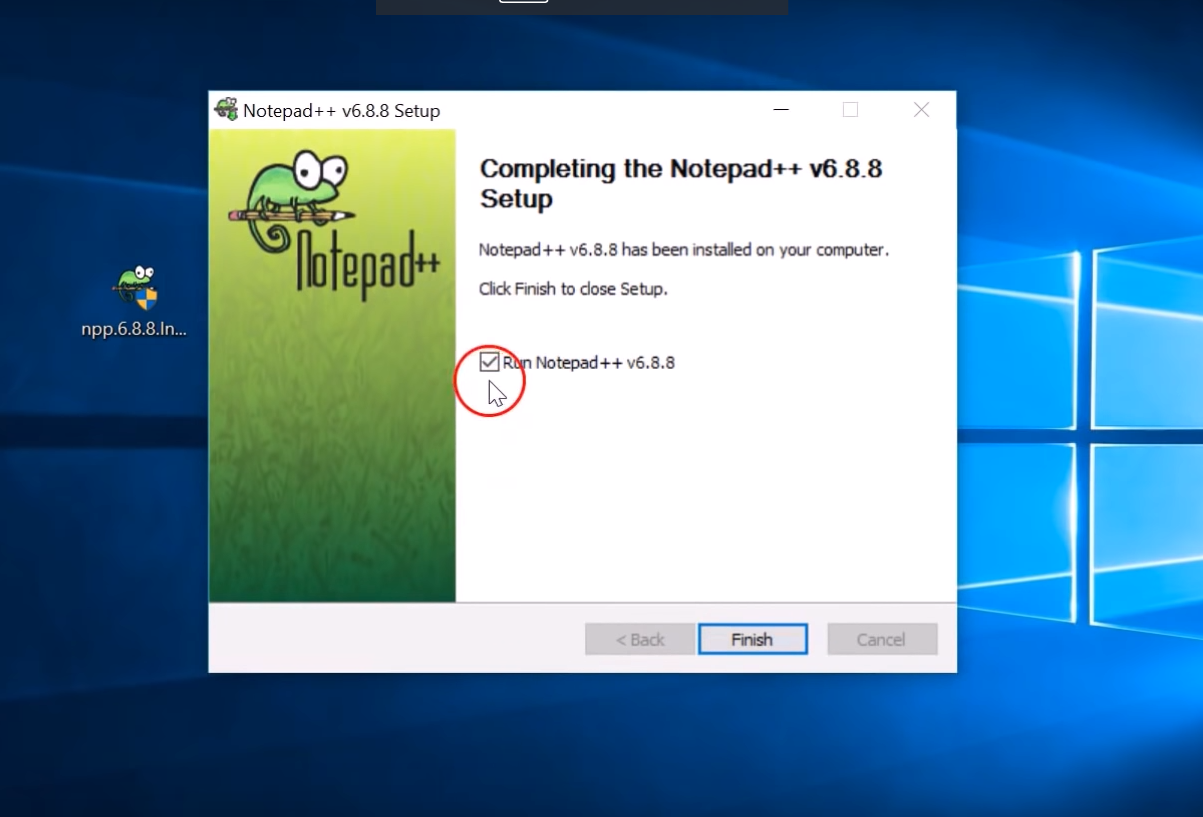 Notepad++ v6.8.8 Setup
Notepad++
Completing the Notepad++ v6.8.8
Setup
Notepad++ v6.8.8 has been installed on your computer.
Click Finish to close Setup.
npp.6.8.8.In...
Run Notepad++ v6.8.8
< Back
Finish
Cancel